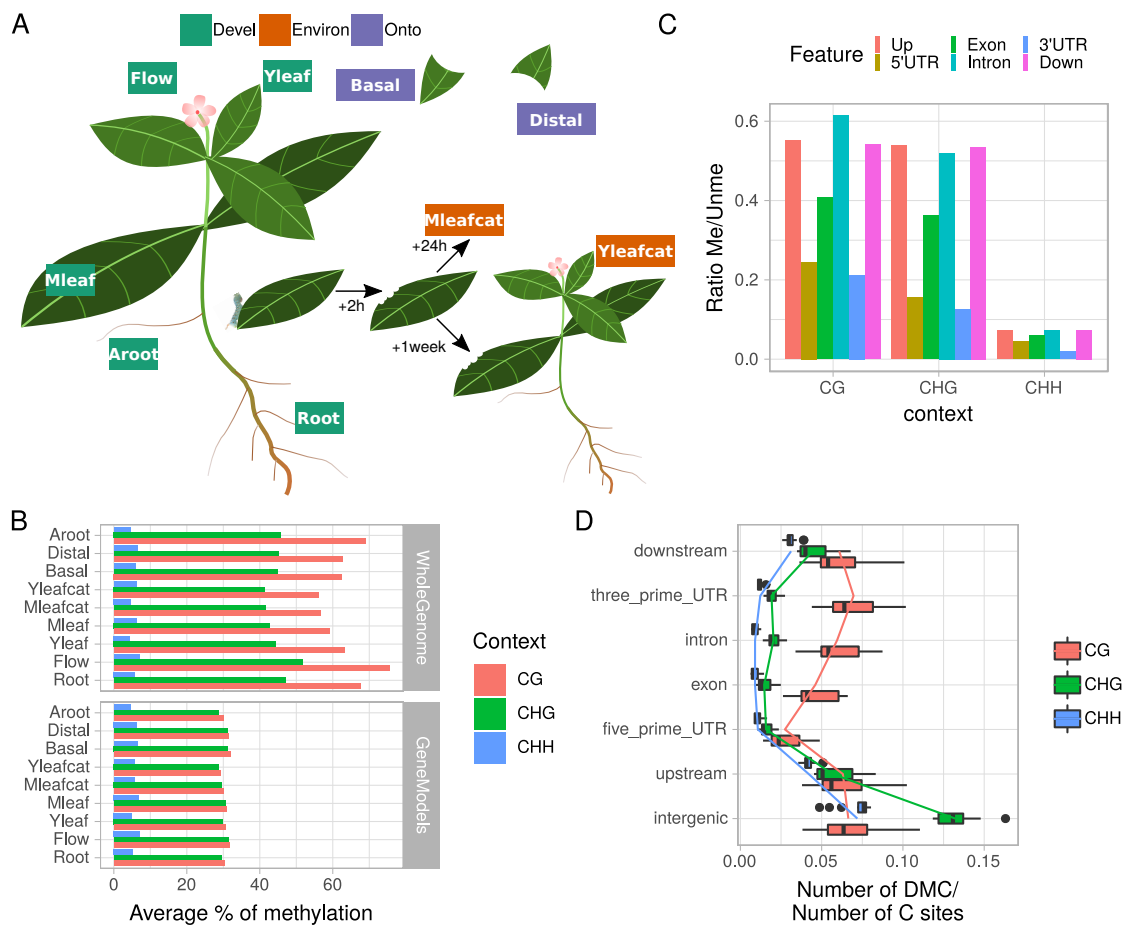 A
Devel Environ Onto
Flow
Yleaf
Basal
Distal
Mleafcat
+24h
Yleafcat
Mleaf
+2h
+1week
Aroot
Root
C
Feature
Up Exon 3'UTR
5'UTR Intron Down
Ratio Me/Unme
0.6
0.4
0.2
0.0
CG CHG CHH
context
B
Aroot
Distal
Basal
Yleafcat
Mleafcat
Mleaf
Yleaf
Flow
Root
WholeGenome
Aroot
Distal
Basal
Yleafcat
Mleafcat
Mleaf
Yleaf
Flow
Root
GeneModels
0 20 40 60
Average % of methylation
Context
CG
CHG
CHH
D
downstream
three_prime_UTR
intron
exon
five_prime_UTR
upstream
intergenic
0.00 0.05 0.10 0.15
Number of DMC/
Number of C sites
CG
CHG
CHH